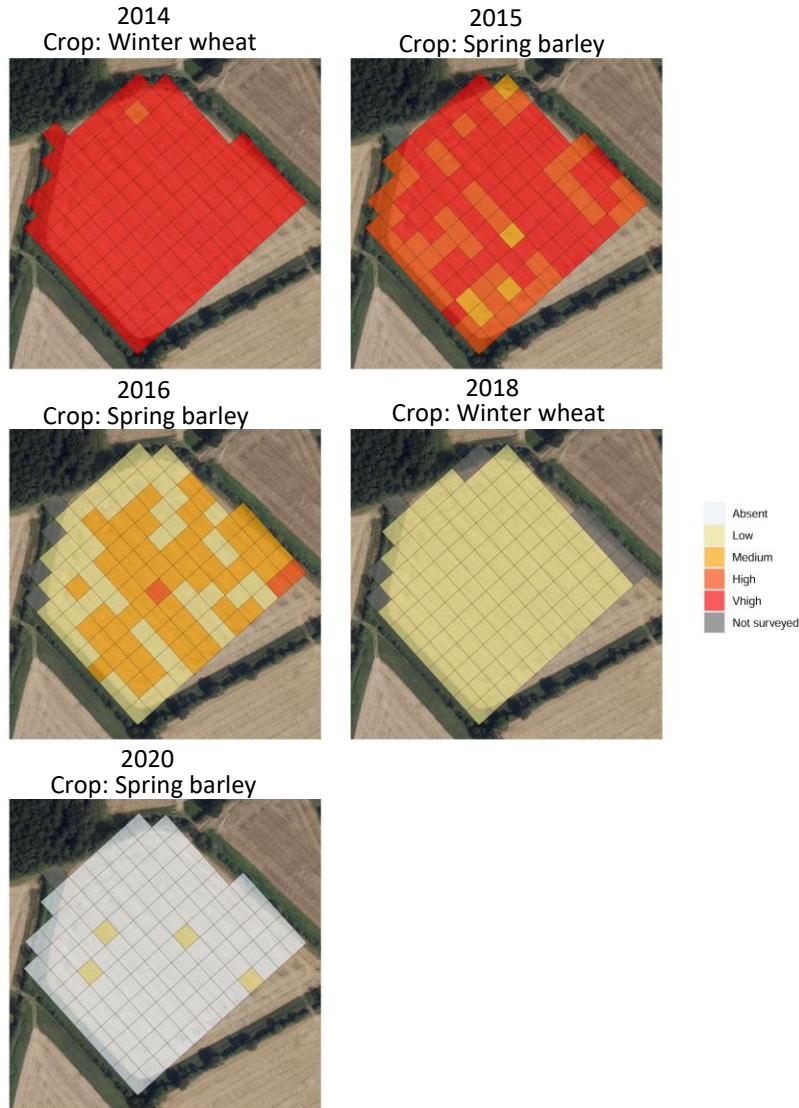 2014
Crop: Winter wheat
2015
Crop: Spring barley
2016
Crop: Spring barley
2018
Crop: Winter wheat
Absent
Low
Medium
High
Vhigh
Not surveyed
2020
Crop: Spring barley